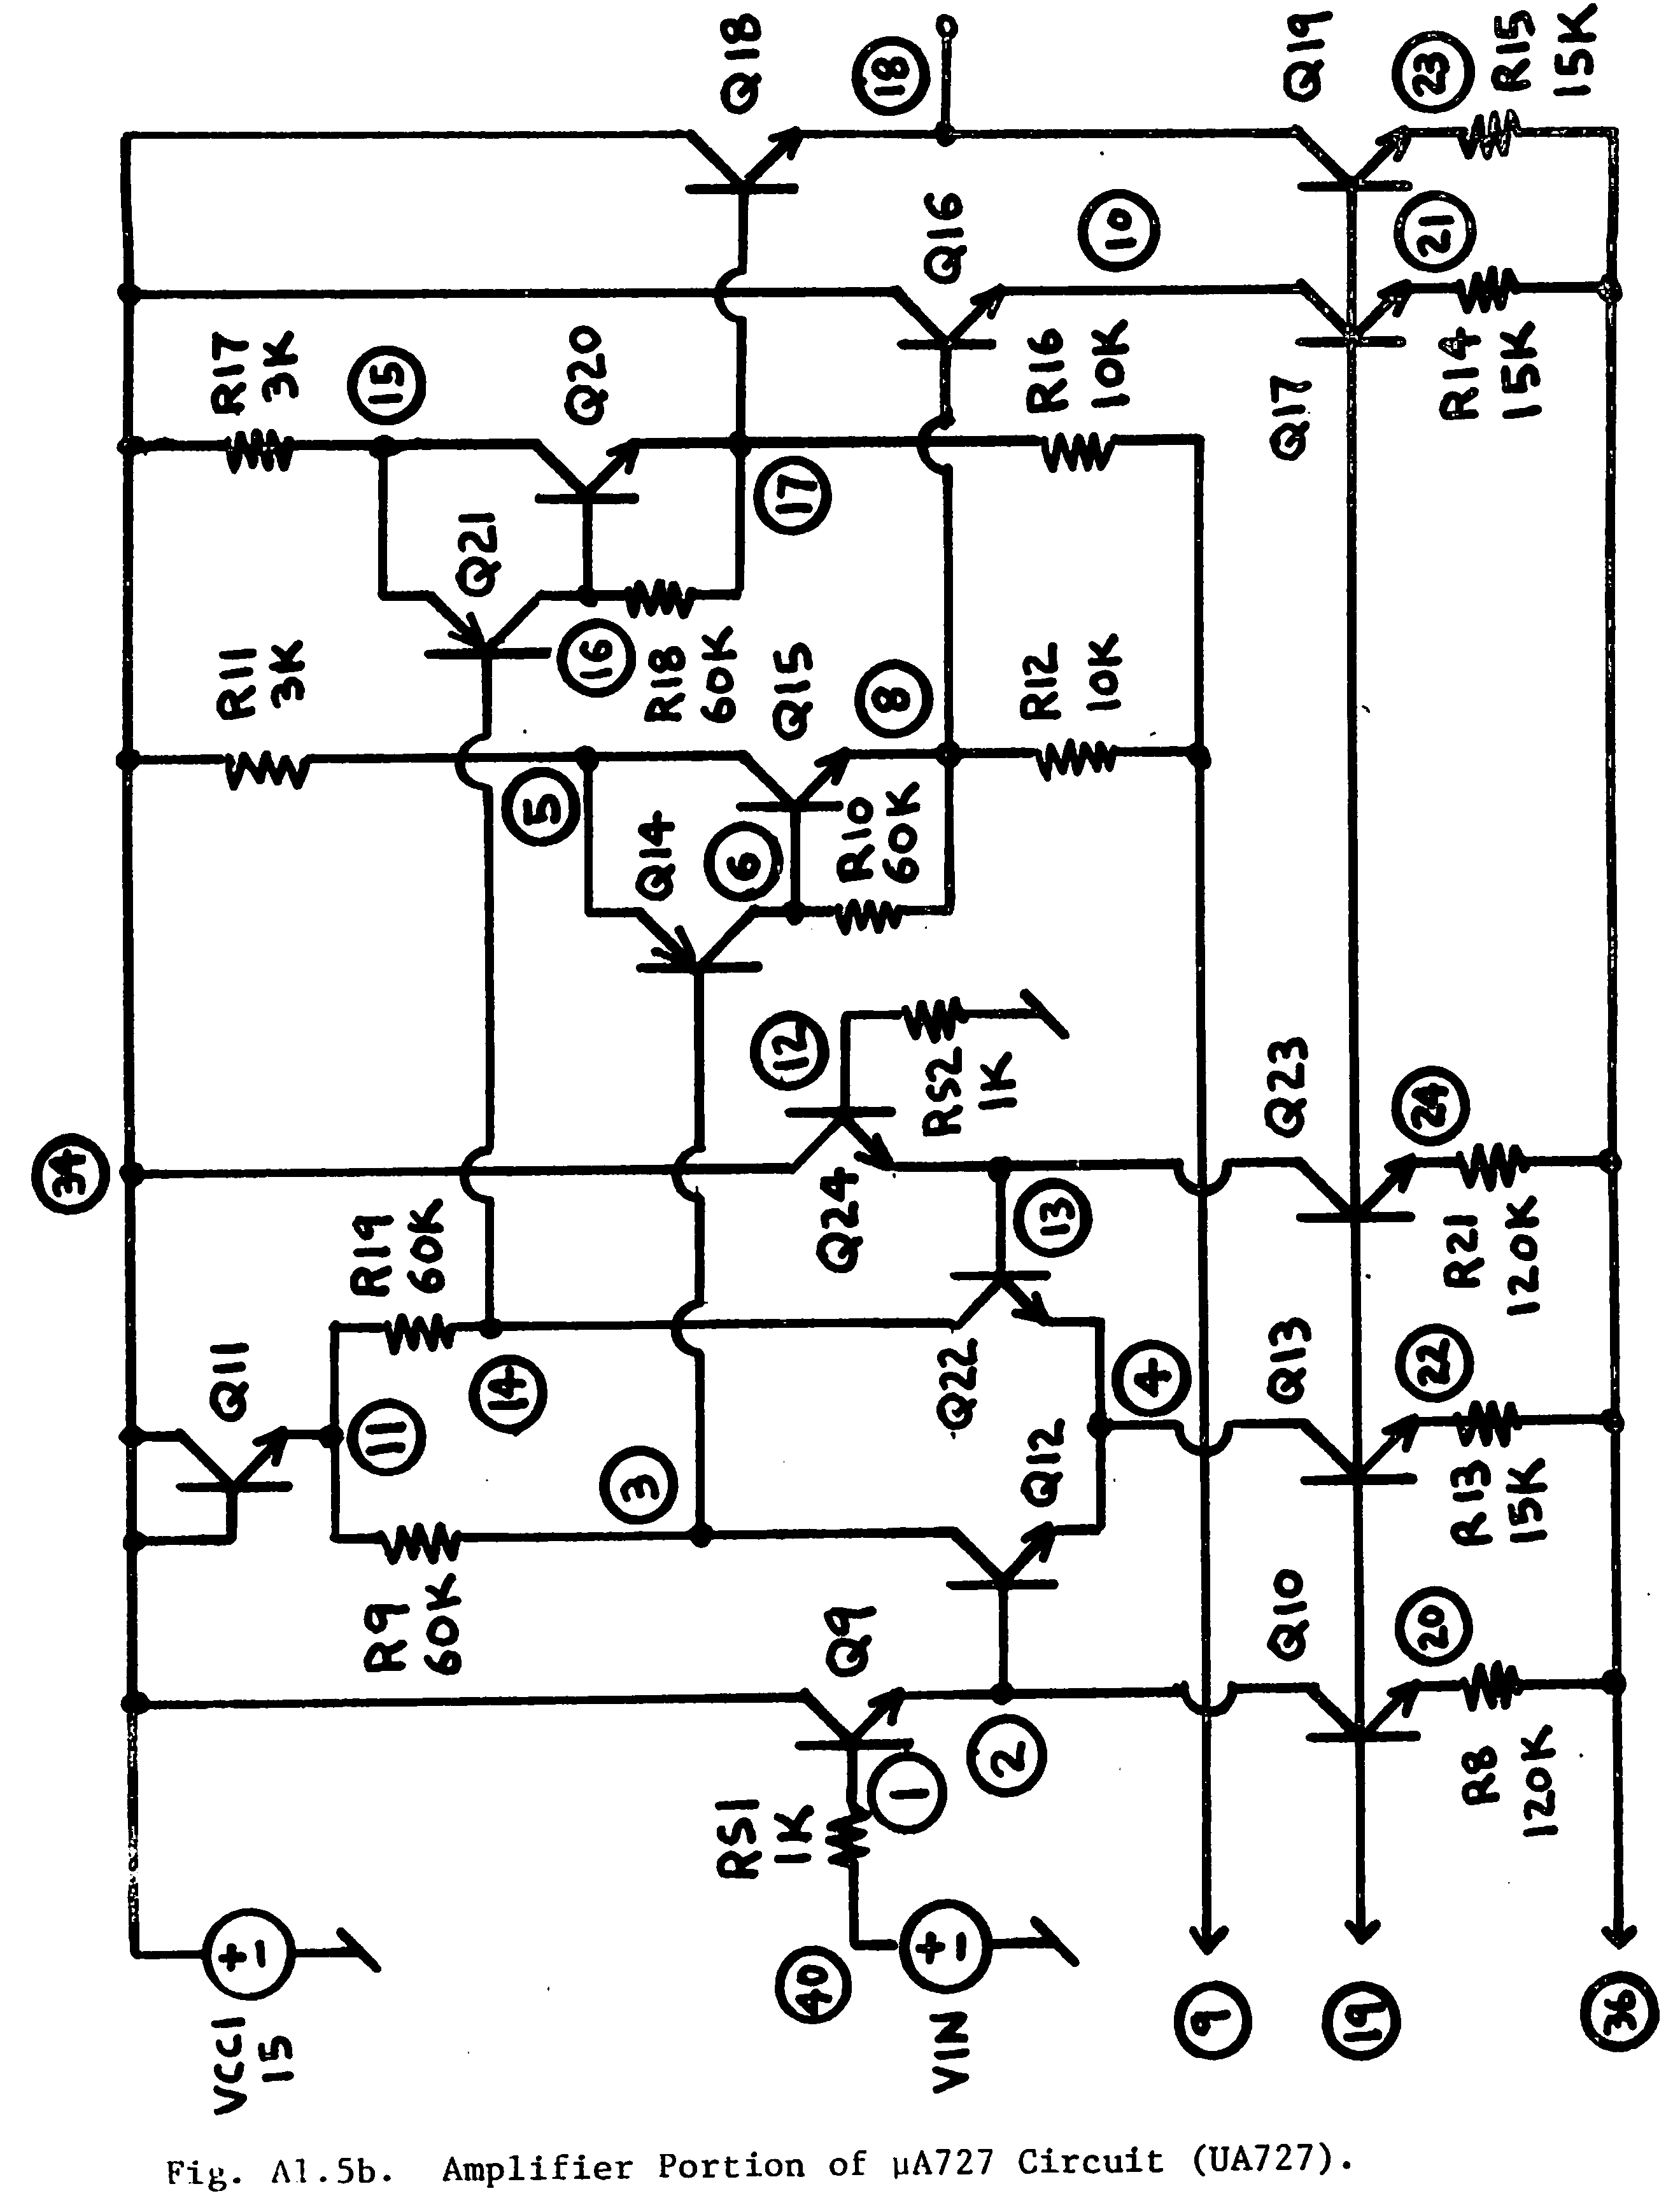 VCC1
15
34
R9
60K
Q11
R19
60K
11
R11
3K
R17
3K
15
Q21
Q20
Q18
14
3
5
Q14
16
R18
60K
17
RS1
1K
40
VIN
Q9
1
2
Q12
Q22
Q24
12
RS2
1K
13
6
R10
60K
Q15
8
R12
10K
Q16
R16
10K
18
10
4
9
19
36
Q10
20
R8
120K
Q13
22
R13
15K
Q23
24
R21
120K
Q17
21
R14
15K
Q19
23
R15
15K
Fig. A1.5b. Amplifier Portion of µA727 Circuit (UA727).